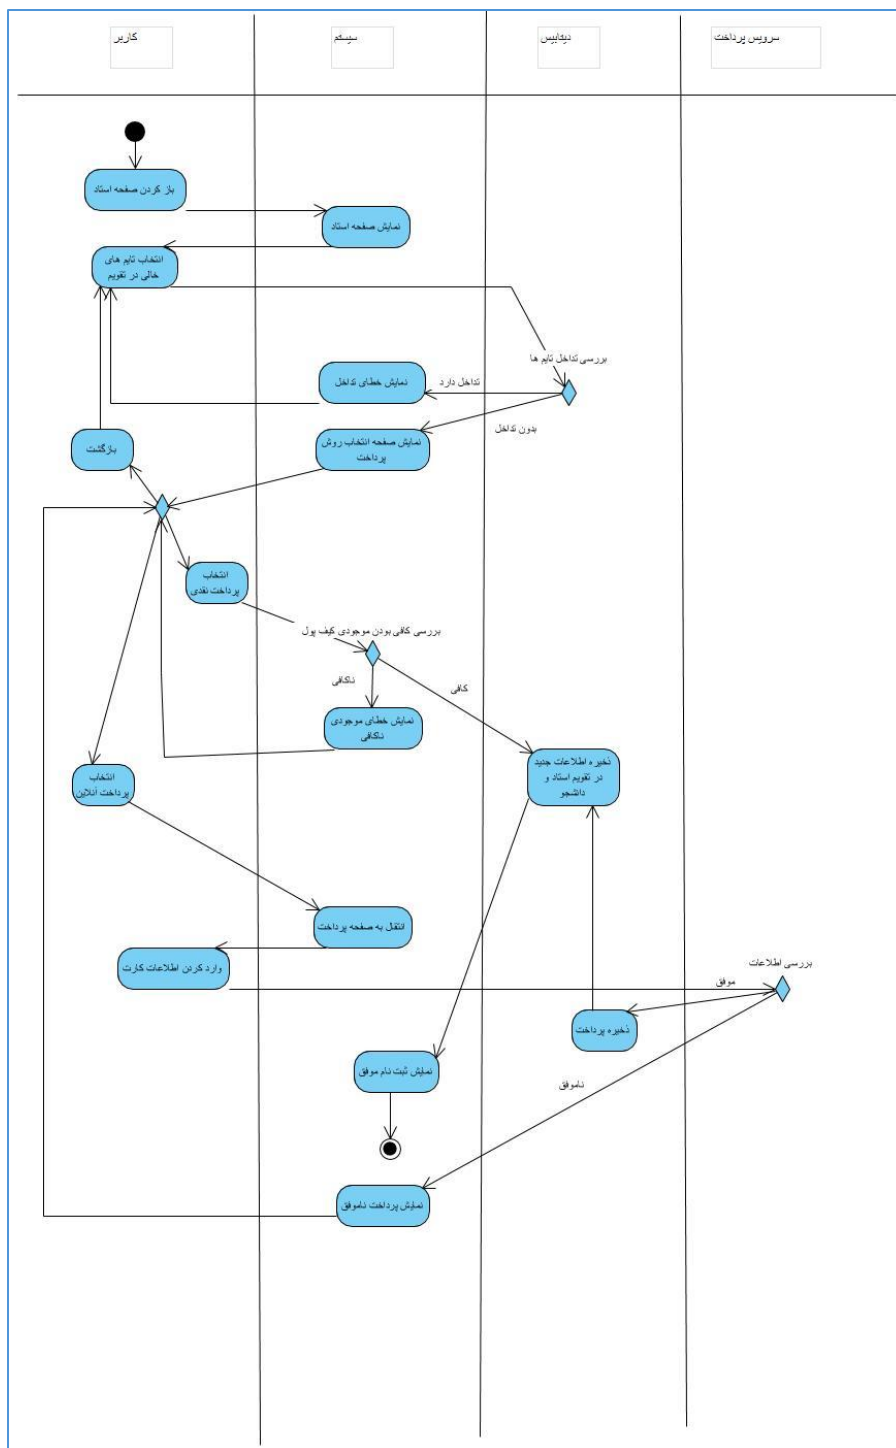 کاربر
سیستم
دیتابیس
سرویس پرداخت
باز کردن صفحه استاد
نمایش صفحه استاد
انتخاب تایم های
خالی در تقویم
بررسی تداخل تایم ها
تداخل دارد
نمایش خطای تداخل
بدون تداخل
نمایش صفحه انتخاب روش
پرداخت
بازگشت
انتخاب
پرداخت نقدی
بررسی کافی بودن موجودی کیف پول
ناکافی
کافی
نمایش خطای موجودی
ناکافی
ذخیره اطلاعات جدید
در تقویم استاد و
دانشجو
انتخاب
پرداخت آنلاین
انتقال به صفحه پرداخت
وارد کردن اطلاعات کارت
بررسی اطلاعات
موفق
ذخیره پرداخت
نمایش ثبت نام موفق
ناموفق
نمایش پرداخت ناموفق